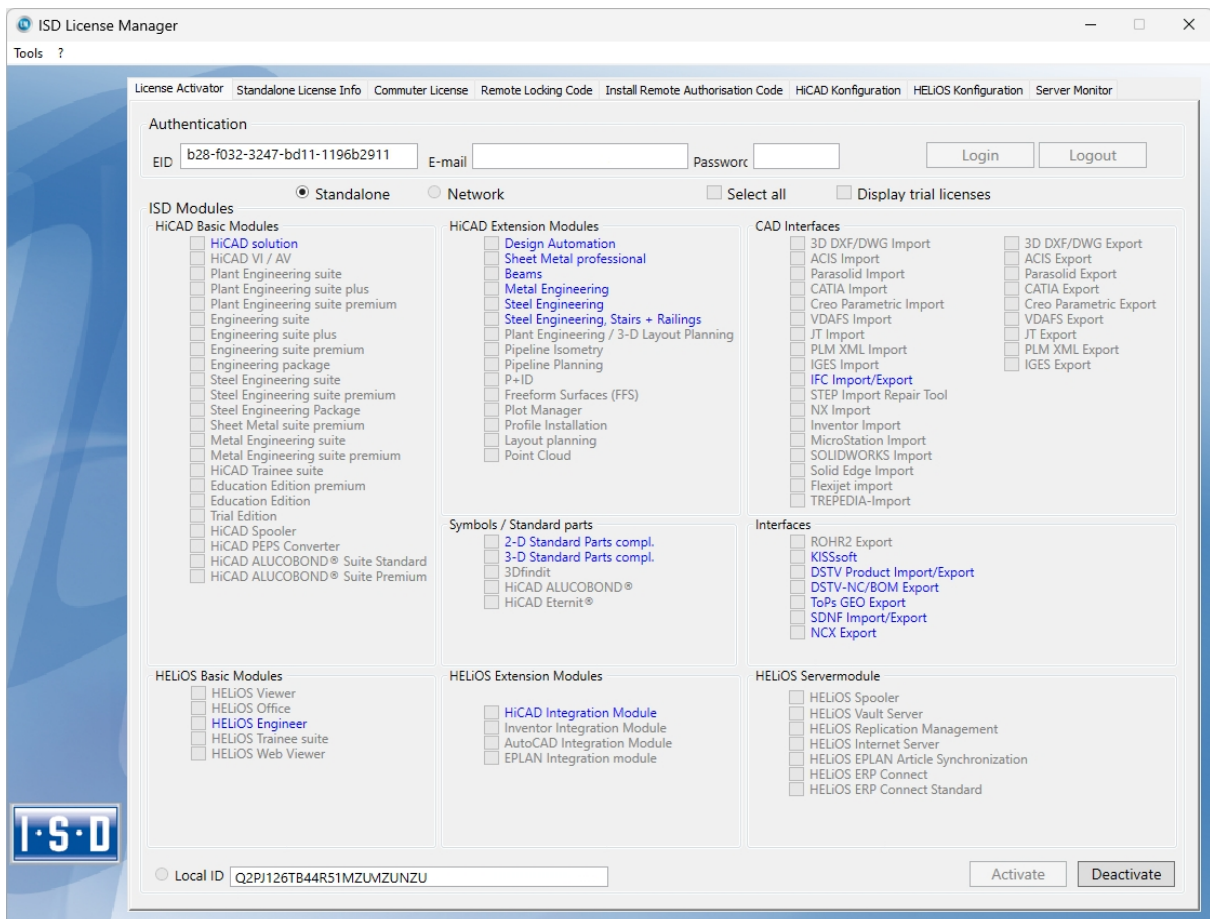 ISD License Manager
Tools ?
License Activator Standalone License Info Commuter License Remote Locking Code Install Remote Authorisation Code HiCAD Konfiguration HELiOS Konfiguration Server Monitor
Authentication
EID b28-f032-3247-bd11-1196b2911 E-mail Passworc Login Logout
Standalone Network Select all Display trial licenses
ISD Modules
HiCAD Basic Modules
HiCAD solution
HiCAD VI / AV
Plant Engineering suite
Plant Engineering suite plus
Plant Engineering suite premium
Engineering suite
Engineering suite plus
Engineering suite premium
Engineering package
Steel Engineering suite
Steel Engineering suite premium
Steel Engineering Package
Sheet Metal suite premium
Metal Engineering suite
Metal Engineering suite premium
HiCAD Trainee suite
Education Edition premium
Education Edition
Trial Edition
HiCAD Spooler
HiCAD PEPS Converter
HiCAD ALUCOBOND® Suite Standard
HiCAD ALUCOBOND® Suite Premium
HiCAD Extension Modules
Design Automation
Sheet Metal professional
Beams
Metal Engineering
Steel Engineering
Steel Engineering, Stairs + Railings
Plant Engineering / 3-D Layout Planning
Pipeline Isometry
Pipeline Planning
P+ID
Freeform Surfaces (FFS)
Plot Manager
Profile Installation
Layout planning
Point Cloud
CAD Interfaces
3D DXF/DWG Import 3D DXF/DWG Export
ACIS Import ACIS Export
Parasolid Import Parasolid Export
CATIA Import CATIA Export
Creo Parametric Import Creo Parametric Export
VDAFS Import VDAFS Export
JT Import JT Export
PLM XML Import PLM XML Export
IGES Import IGES Export
IFC Import/Export
STEP Import Repair Tool
NX Import
Inventor Import
MicroStation Import
SOLIDWORKS Import
Solid Edge Import
Flexijet import
TREPEDIA-Import
Symbols / Standard parts
2-D Standard Parts compl.
3-D Standard Parts compl.
3Dfindit
HiCAD ALUCOBOND®
HiCAD Eternit®
Interfaces
ROHR2 Export
KISSsoft
DSTV Product Import/Export
DSTV-NC/BOM Export
ToPs GEO Export
SDNF Import/Export
NCX Export
HELiOS Basic Modules
HELiOS Viewer
HELiOS Office
HELiOS Engineer
HELiOS Trainee suite
HELiOS Web Viewer
HELiOS Extension Modules
HiCAD Integration Module
Inventor Integration Module
AutoCAD Integration Module
EPLAN Integration module
HELiOS Servermodule
HELiOS Spooler
HELiOS Vault Server
HELiOS Replication Management
HELiOS Internet Server
HELiOS EPLAN Article Synchronization
HELiOS ERP Connect
HELiOS ERP Connect Standard
I·S·D
Local ID Q2PJ126TB44R51MZUMZUNZU Activate Deactivate